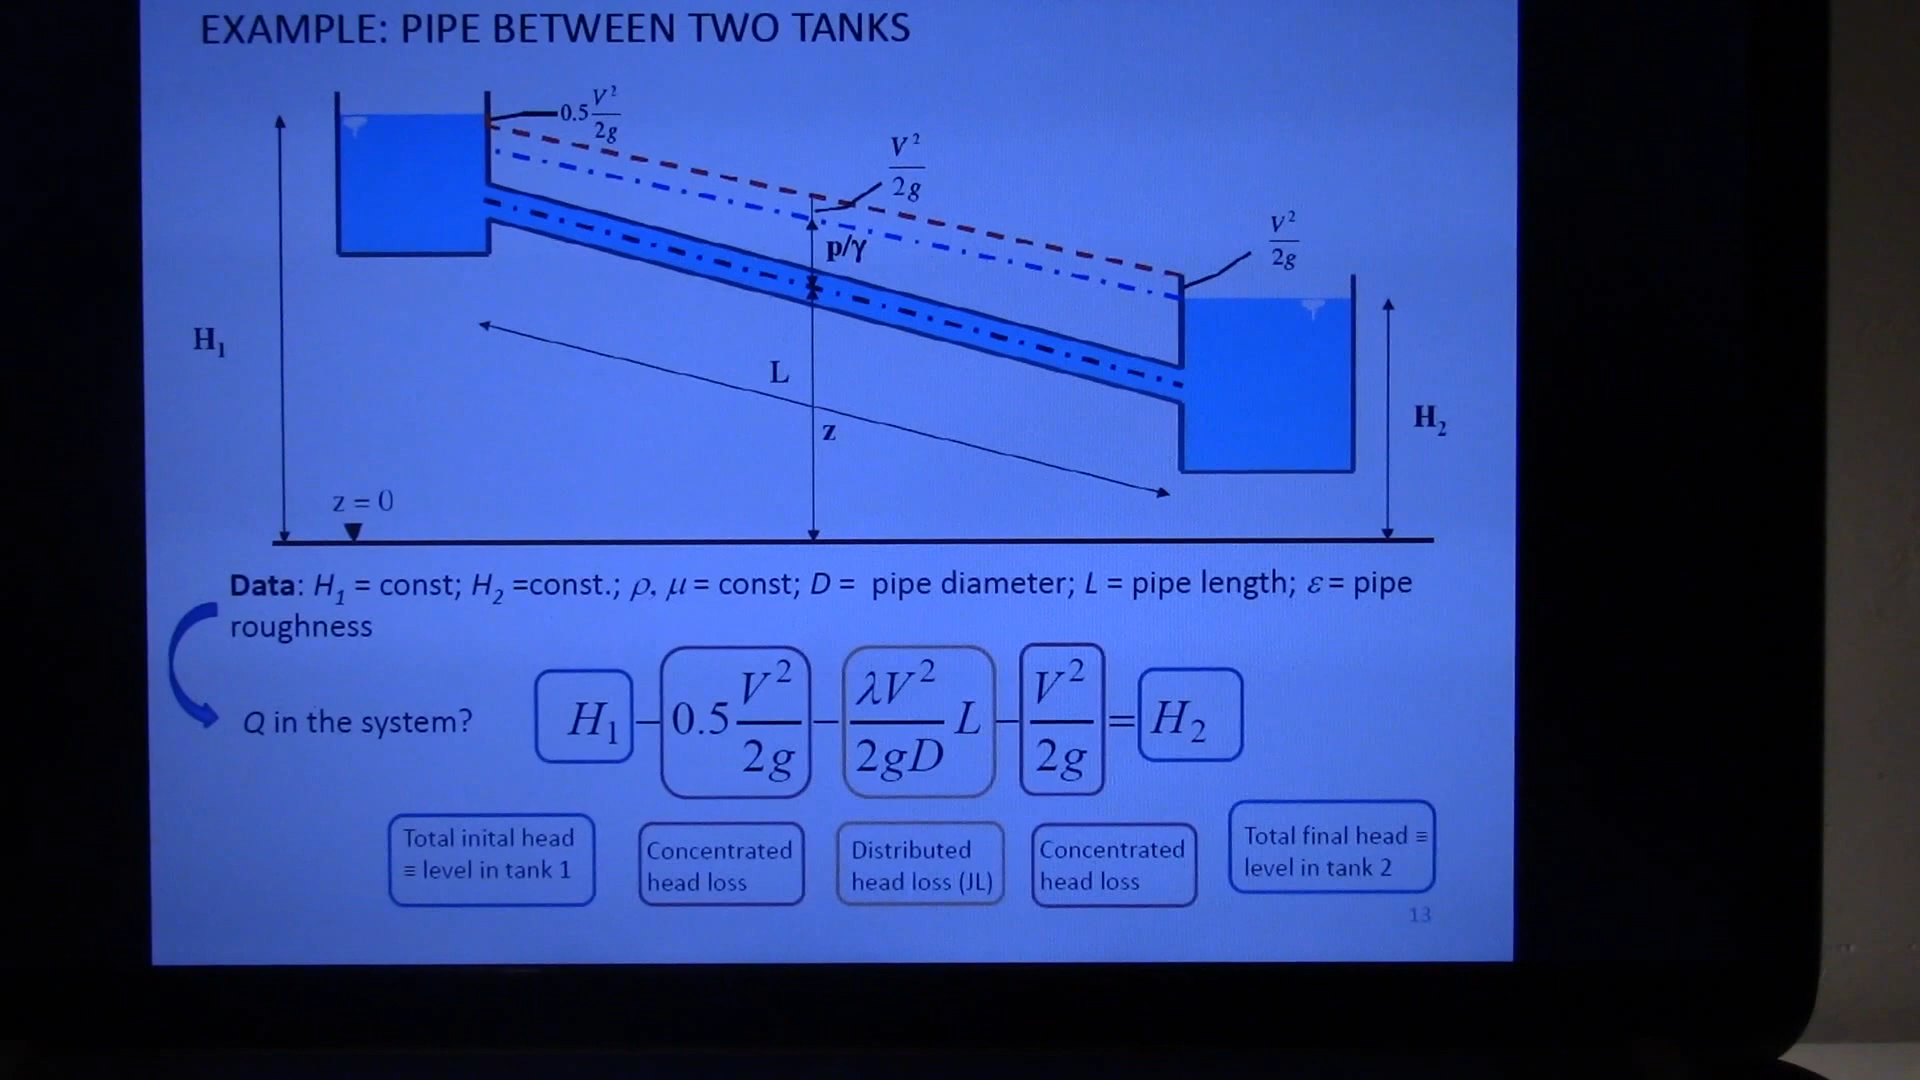 EXAMPLE: PIPE BETWEEN TWO TANKS
0.5 V²/2g
V²/2g
V²/2g
p/γ
H₁
L
H₂
z
z = 0
Data: H₁ = const; H₂ =const.; ρ, μ = const; D = pipe diameter; L = pipe length; ε = pipe
roughness
Q in the system?
H₁ − 0.5 V²/2g − λV²/2gD L − V²/2g = H₂
Total inital head
≡ level in tank 1
Concentrated
head loss
Distributed
head loss (JL)
Concentrated
head loss
Total final head ≡
level in tank 2
13